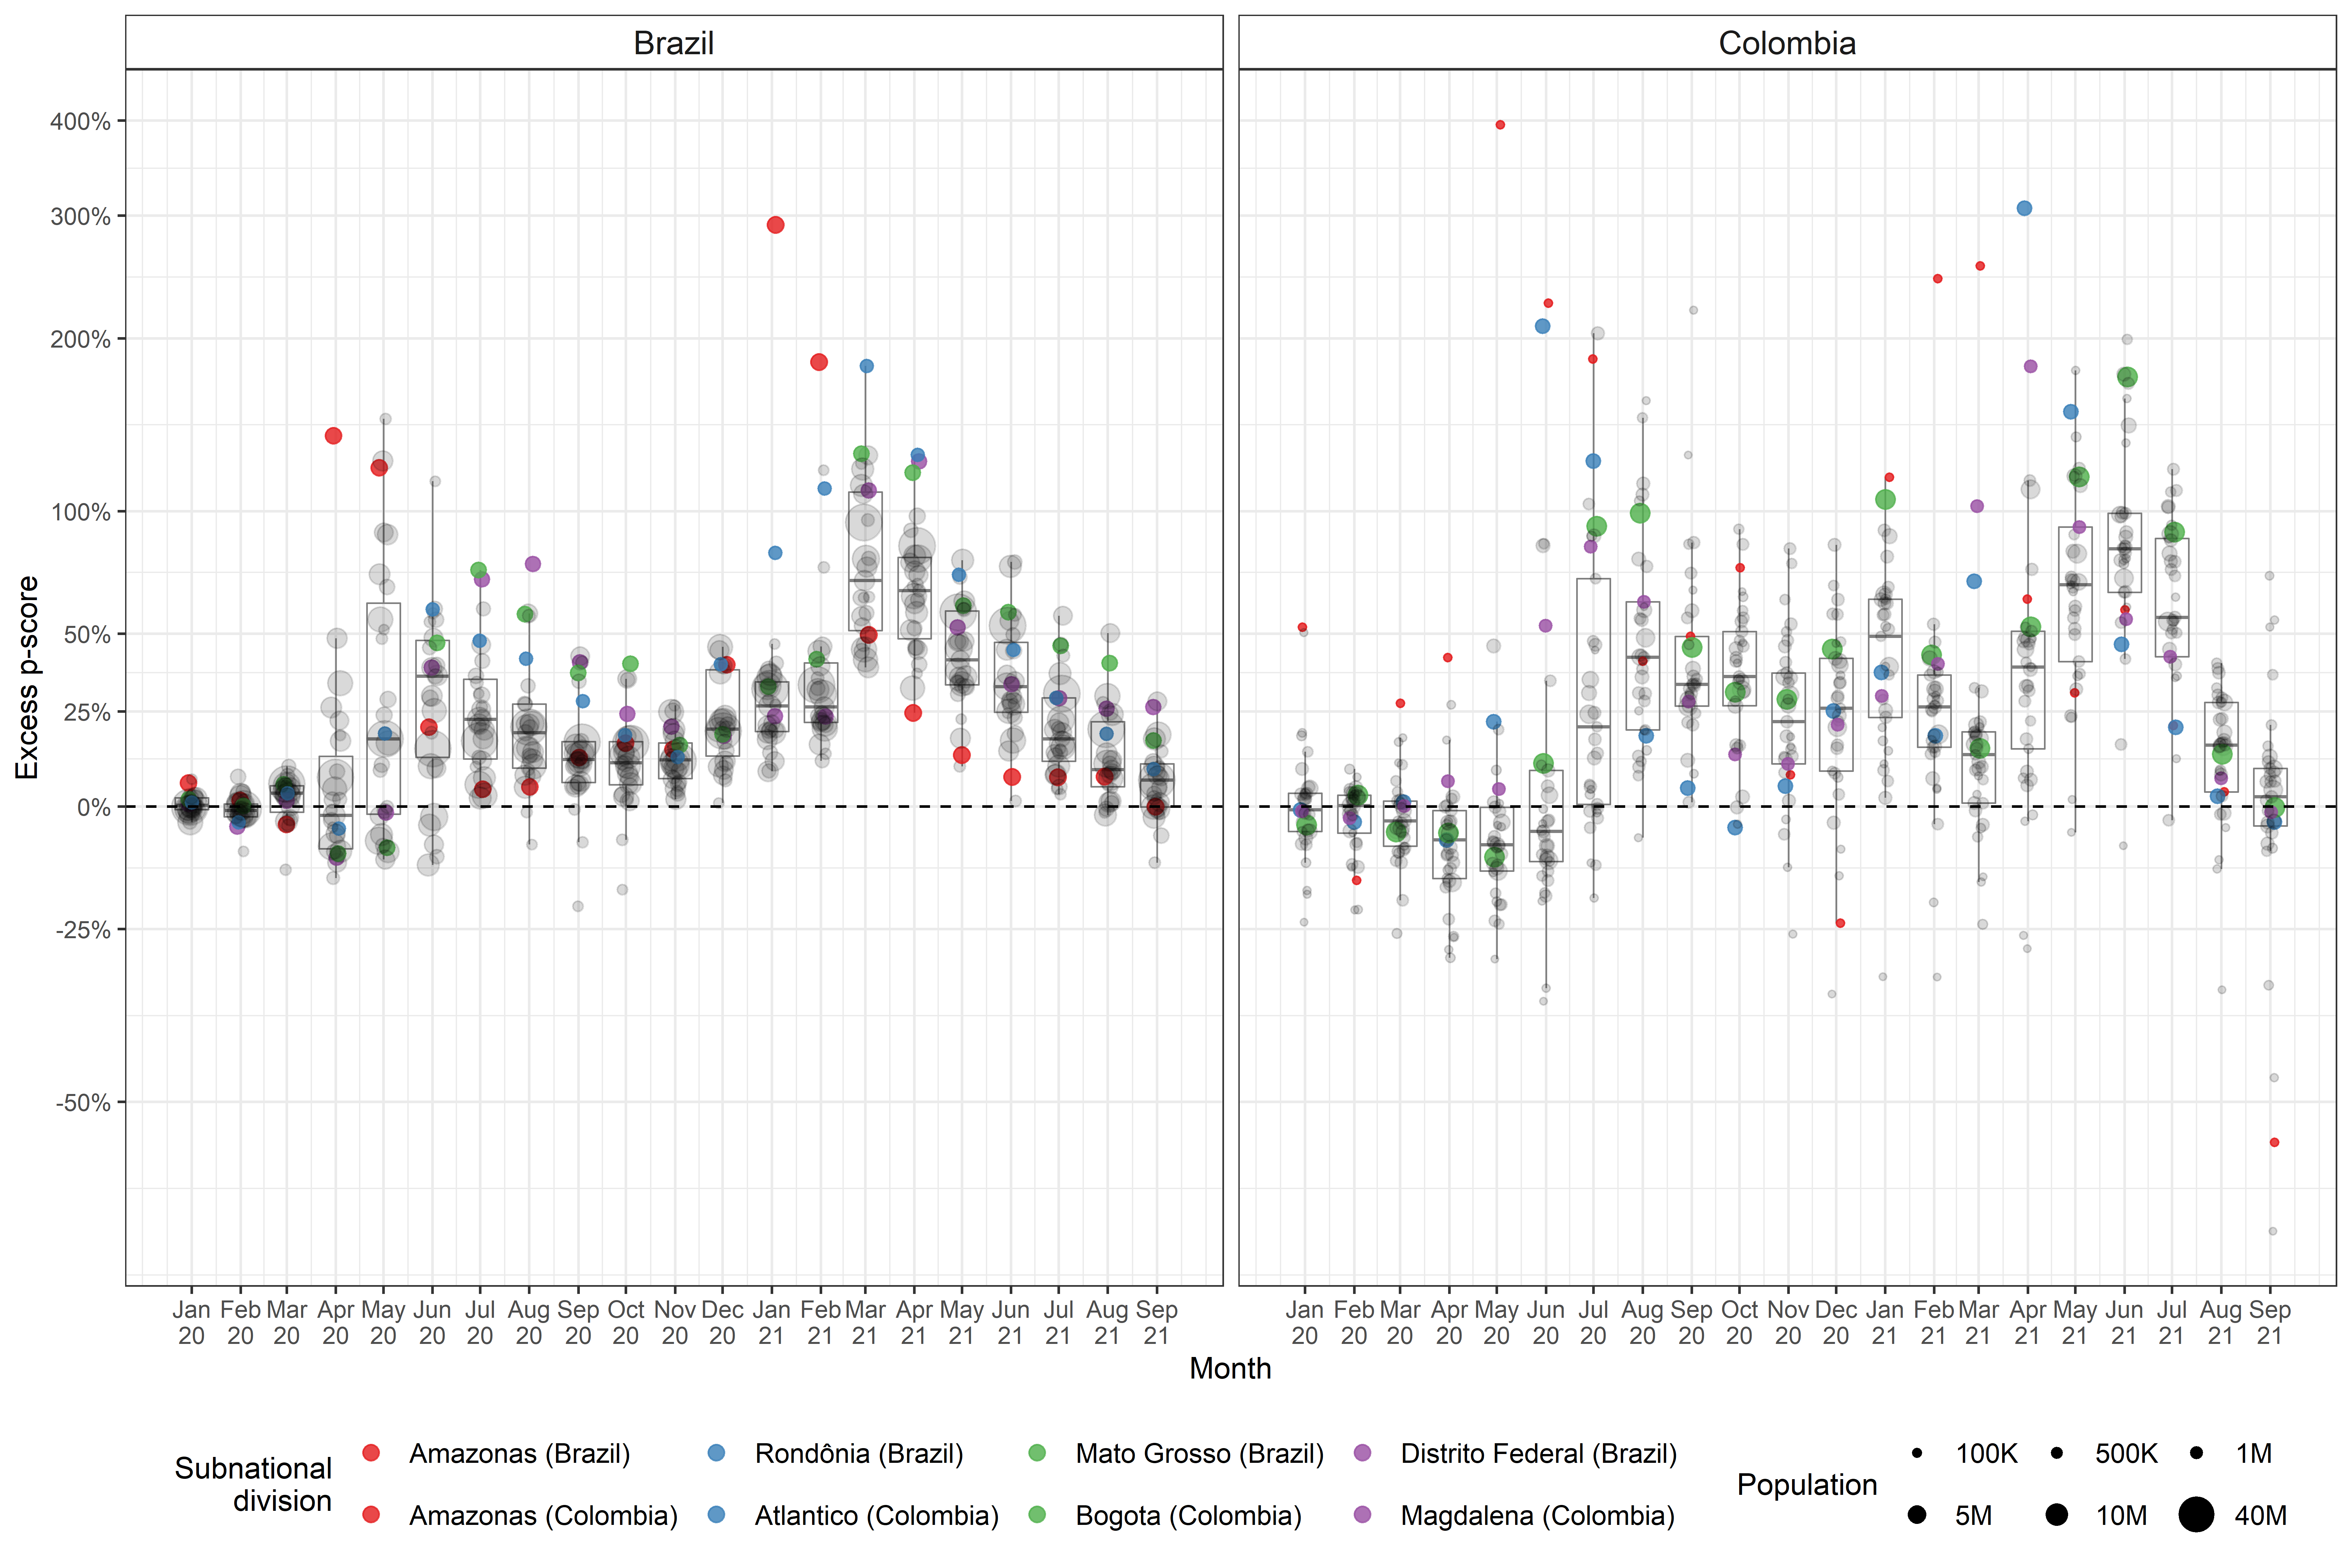 Brazil
Colombia
Excess p-score
400%
300%
200%
100%
50%
25%
0%
-25%
-50%
Jan Feb Mar Apr May Jun Jul Aug Sep Oct Nov Dec Jan Feb Mar Apr May Jun Jul Aug Sep
20 20 20 20 20 20 20 20 20 20 20 20 21 21 21 21 21 21 21 21 21
Jan Feb Mar Apr May Jun Jul Aug Sep Oct Nov Dec Jan Feb Mar Apr May Jun Jul Aug Sep
20 20 20 20 20 20 20 20 20 20 20 20 21 21 21 21 21 21 21 21 21
Month
Subnational
division
Amazonas (Brazil) Rondônia (Brazil) Mato Grosso (Brazil) Distrito Federal (Brazil)
Amazonas (Colombia) Atlantico (Colombia) Bogota (Colombia) Magdalena (Colombia)
Population
100K 500K 1M
5M 10M 40M